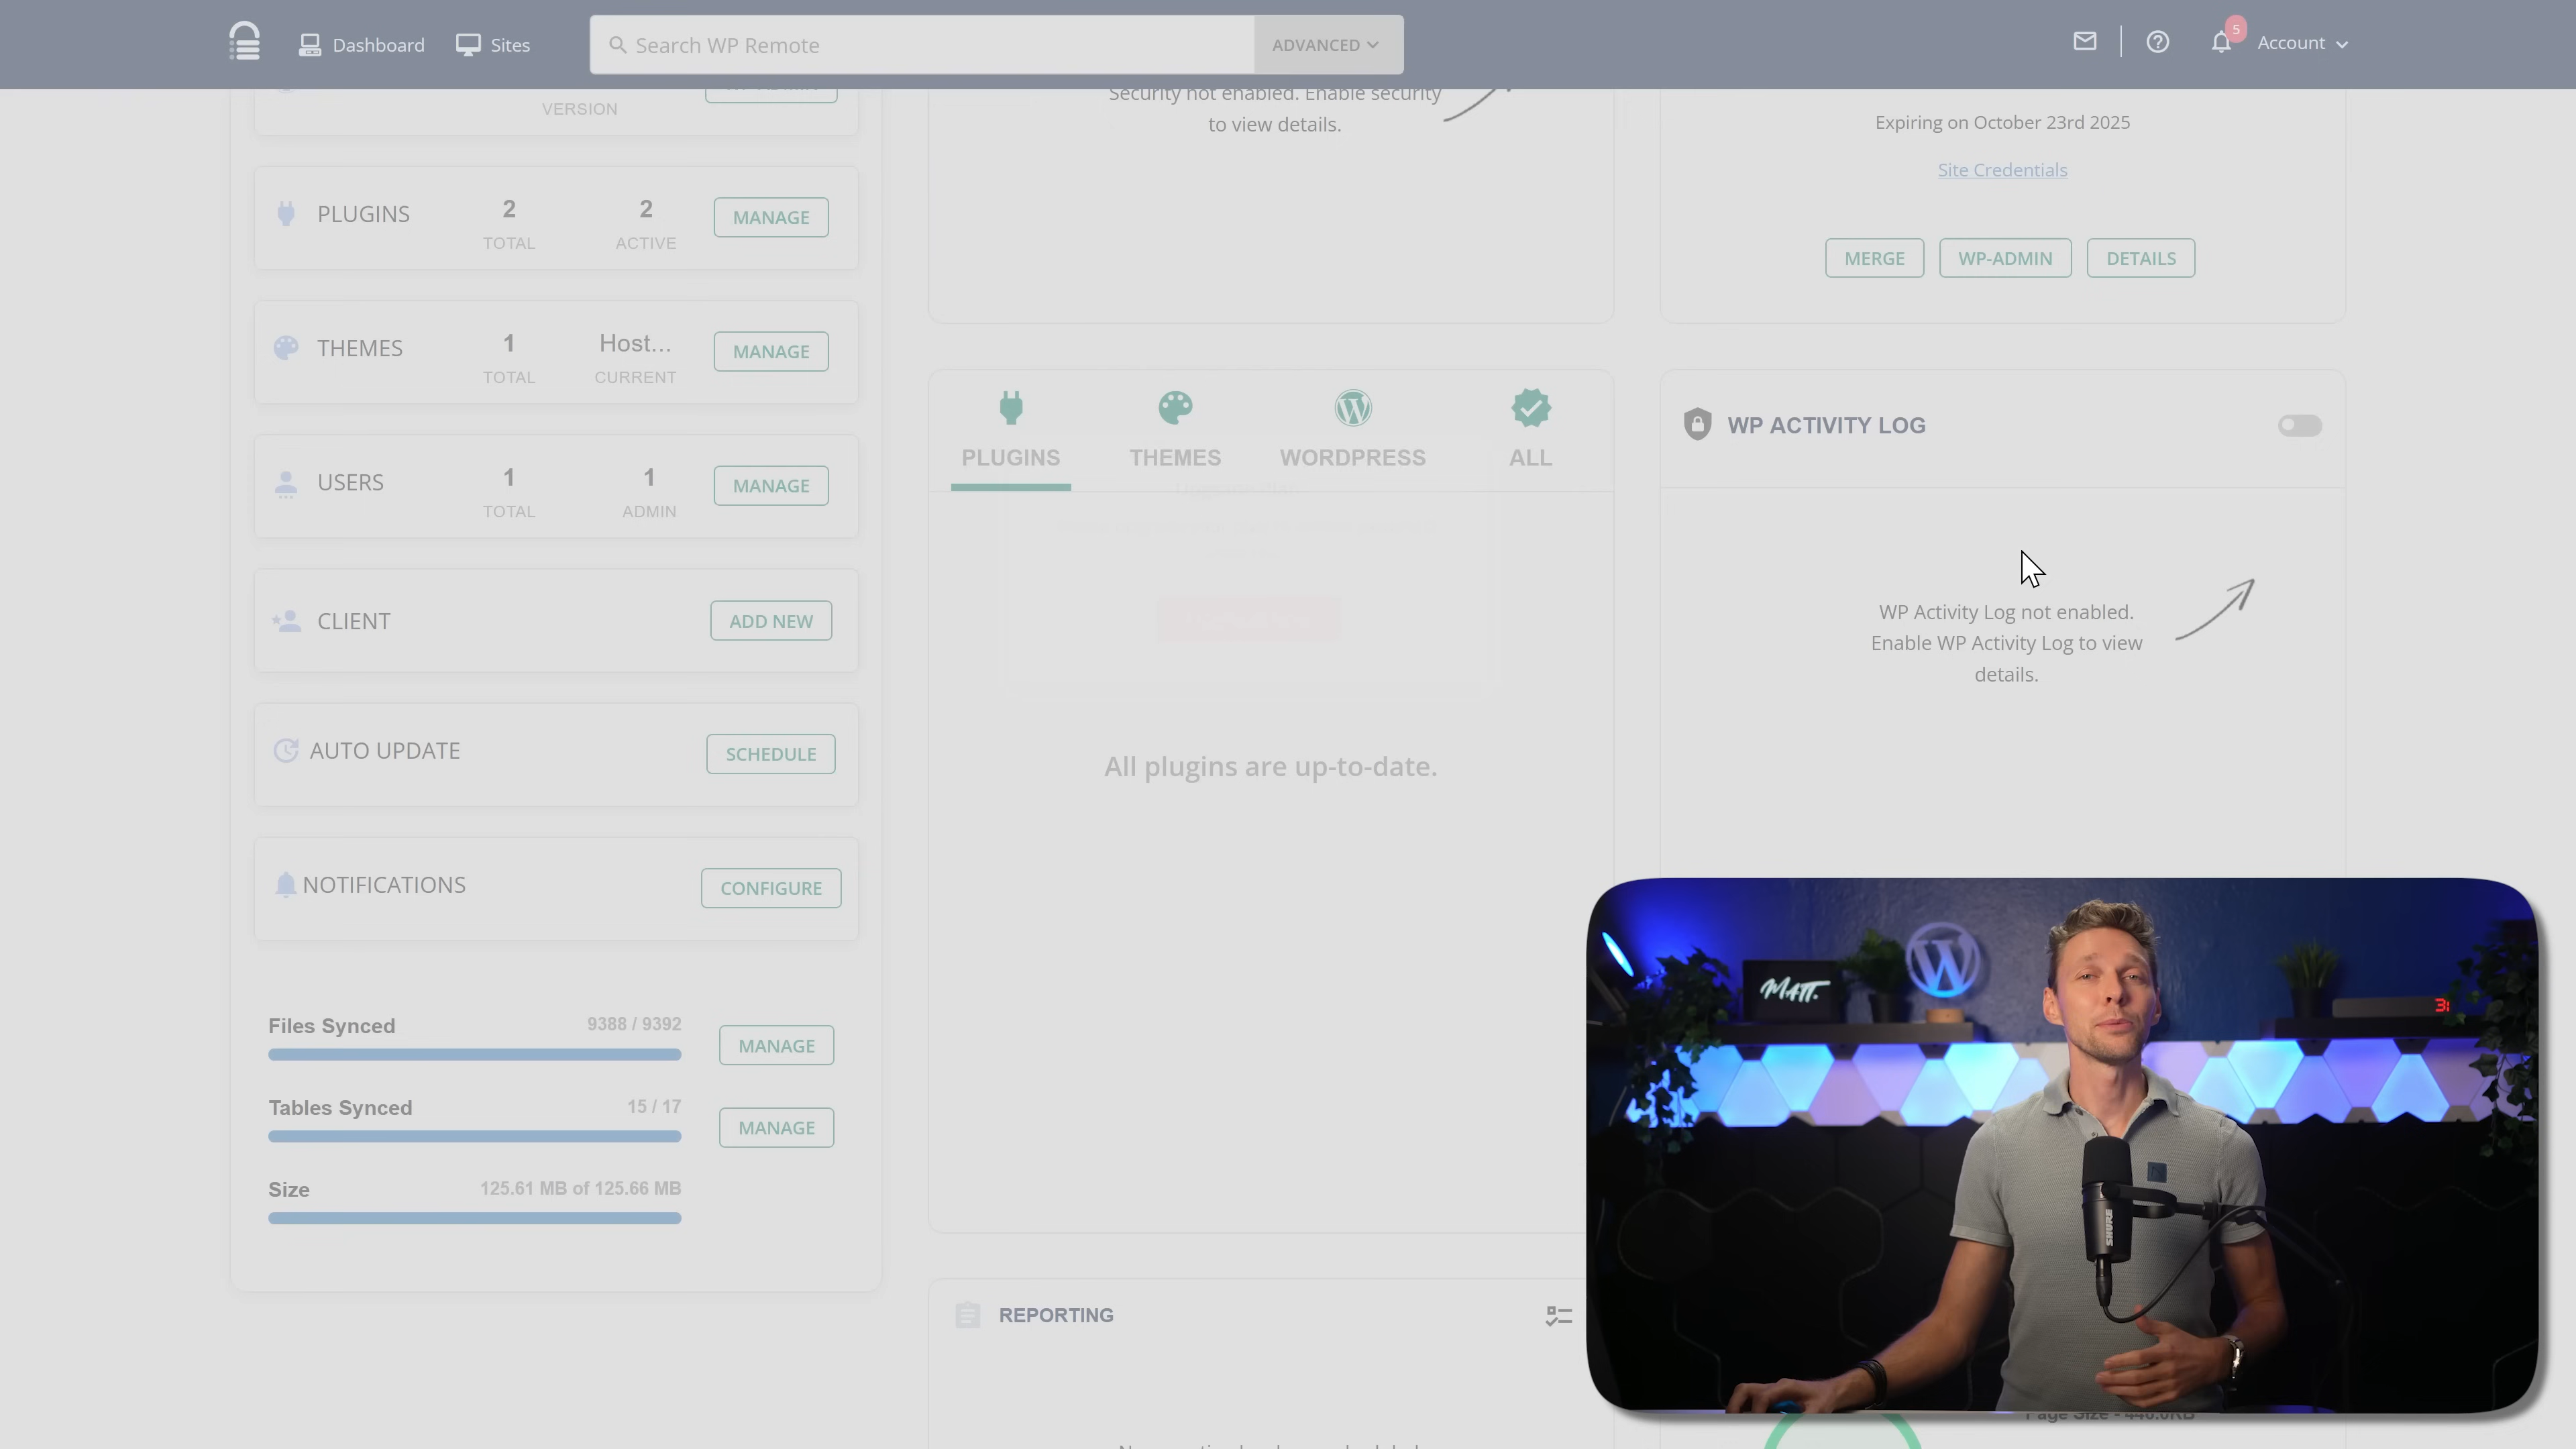 Dashboard
Sites
Search WP Remote
ADVANCED
5
Account
VERSION
PLUGINS
2
TOTAL
2
ACTIVE
MANAGE
THEMES
1
TOTAL
Host...
CURRENT
MANAGE
USERS
1
TOTAL
1
ADMIN
MANAGE
CLIENT
ADD NEW
AUTO UPDATE
SCHEDULE
NOTIFICATIONS
CONFIGURE
Files Synced
9388 / 9392
MANAGE
Tables Synced
15 / 17
MANAGE
Size
125.61 MB of 125.66 MB
Security not enabled. Enable security
to view details.
PLUGINS
THEMES
WORDPRESS
ALL
All plugins are up-to-date.
REPORTING
Expiring on October 23rd 2025
Site Credentials
MERGE
WP-ADMIN
DETAILS
WP ACTIVITY LOG
WP Activity Log not enabled.
Enable WP Activity Log to view
details.
MATT.
31
SHURE